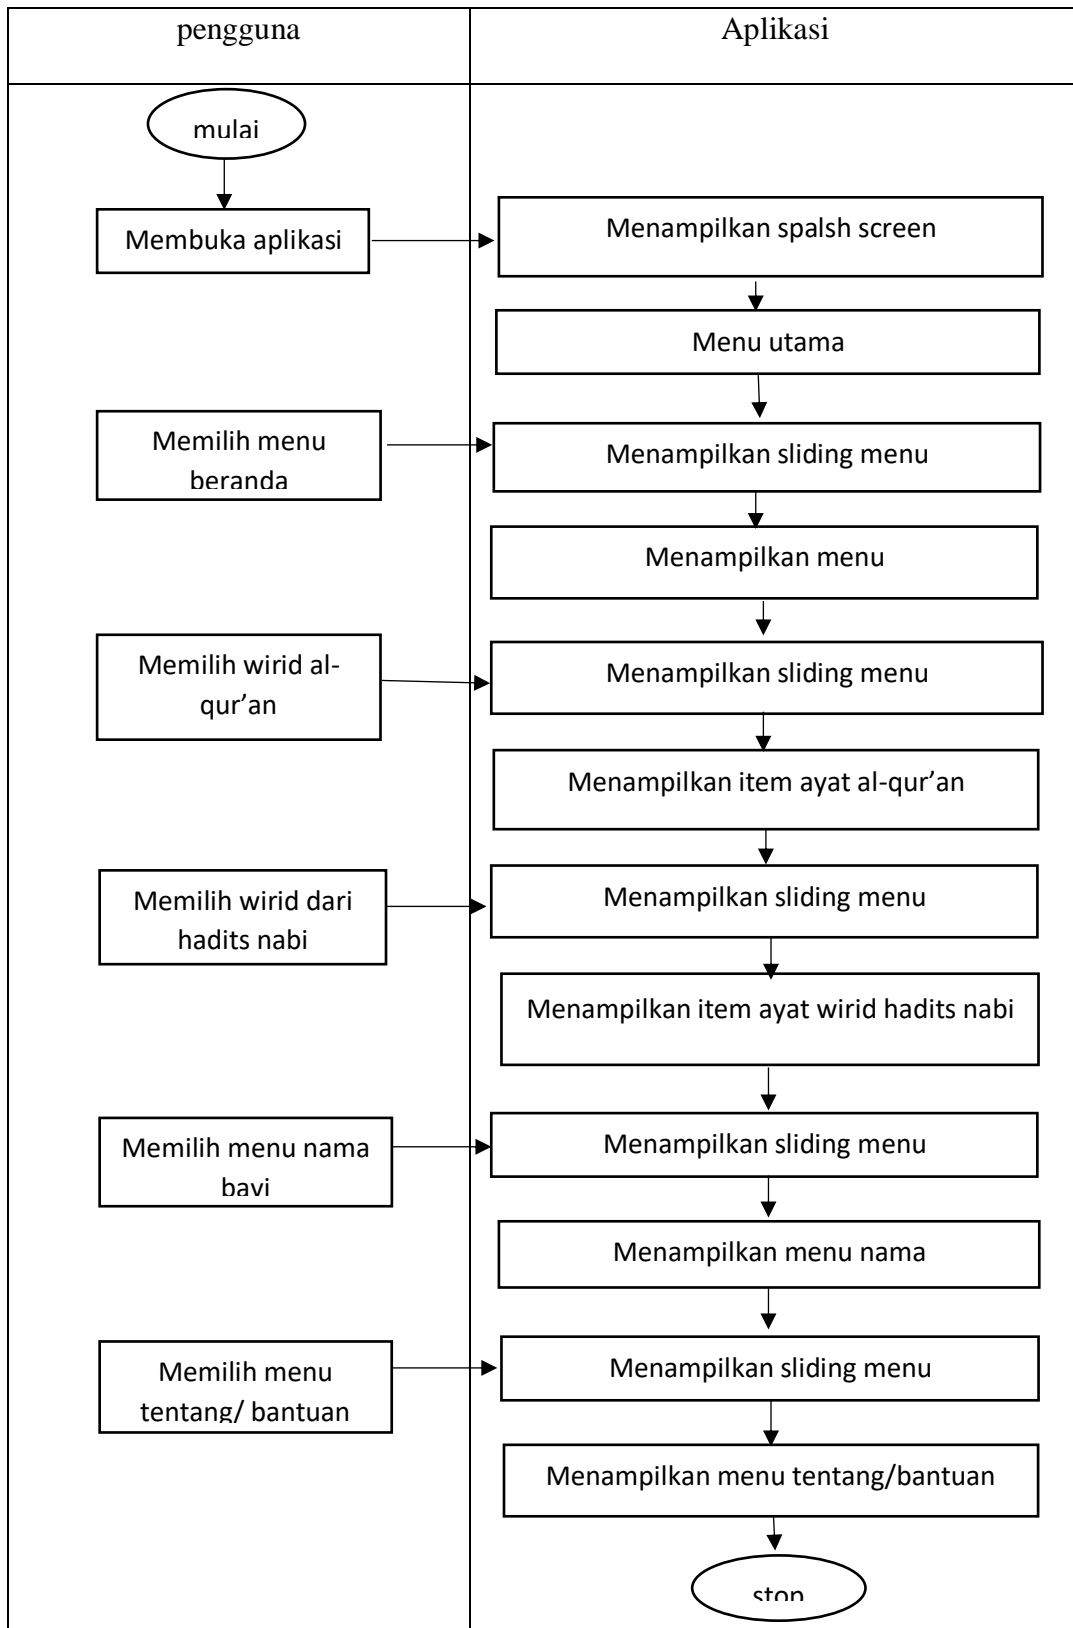 pengguna
Aplikasi
mulai
Membuka aplikasi
Menampilkan spalsh screen
Menu utama
Memilih menu
beranda
Menampilkan sliding menu
Menampilkan menu
Memilih wirid al-
qur’an
Menampilkan sliding menu
Menampilkan item ayat al-qur’an
Memilih wirid dari
hadits nabi
Menampilkan sliding menu
Menampilkan item ayat wirid hadits nabi
Memilih menu nama
bayi
Menampilkan sliding menu
Menampilkan menu nama
Memilih menu
tentang/ bantuan
Menampilkan sliding menu
Menampilkan menu tentang/bantuan
stop